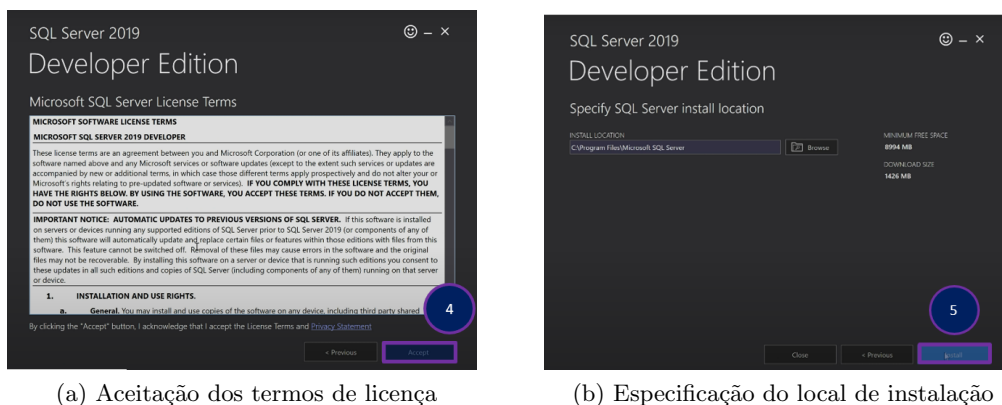 SQL Server 2019
Developer Edition
Microsoft SQL Server License Terms
MICROSOFT SOFTWARE LICENSE TERMS
MICROSOFT SQL SERVER 2019 DEVELOPER
These license terms are an agreement between you and Microsoft Corporation (or one of its affiliates). They apply to the
software named above and any Microsoft services or software updates (except to the extent such services or updates are
accompanied by new or additional terms, in which case those different terms apply prospectively and do not alter your or
Microsoft's rights relating to pre-updated software or services). IF YOU COMPLY WITH THESE LICENSE TERMS, YOU
HAVE THE RIGHTS BELOW. BY USING THE SOFTWARE, YOU ACCEPT THESE TERMS. IF YOU DO NOT ACCEPT THEM,
DO NOT USE THE SOFTWARE.
IMPORTANT NOTICE: AUTOMATIC UPDATES TO PREVIOUS VERSIONS OF SQL SERVER. If this software is installed
on servers or devices running any supported editions of SQL Server prior to SQL Server 2019 (or components of any of
them) this software will automatically update and replace certain files or features within those editions with files from this
software. This feature cannot be switched off. Removal of these files may cause errors in the software and the original
files may not be recoverable. By installing this software on a server or device that is running such editions you consent to
these updates in all such editions and copies of SQL Server (including components of any of them) running on that server
or device.
1. INSTALLATION AND USE RIGHTS.
a. General. You may install and use copies of the software on any device, including third party shared
4
By clicking the "Accept" button, I acknowledge that I accept the License Terms and Privacy Statement
< Previous
Accept
(a) Aceitação dos termos de licença
SQL Server 2019
Developer Edition
Specify SQL Server install location
INSTALL LOCATION
C:\Program Files\Microsoft SQL Server
Browse
MINIMUM FREE SPACE
8994 MB
DOWNLOAD SIZE
1426 MB
5
Close
< Previous
Install
(b) Especificação do local de instalação